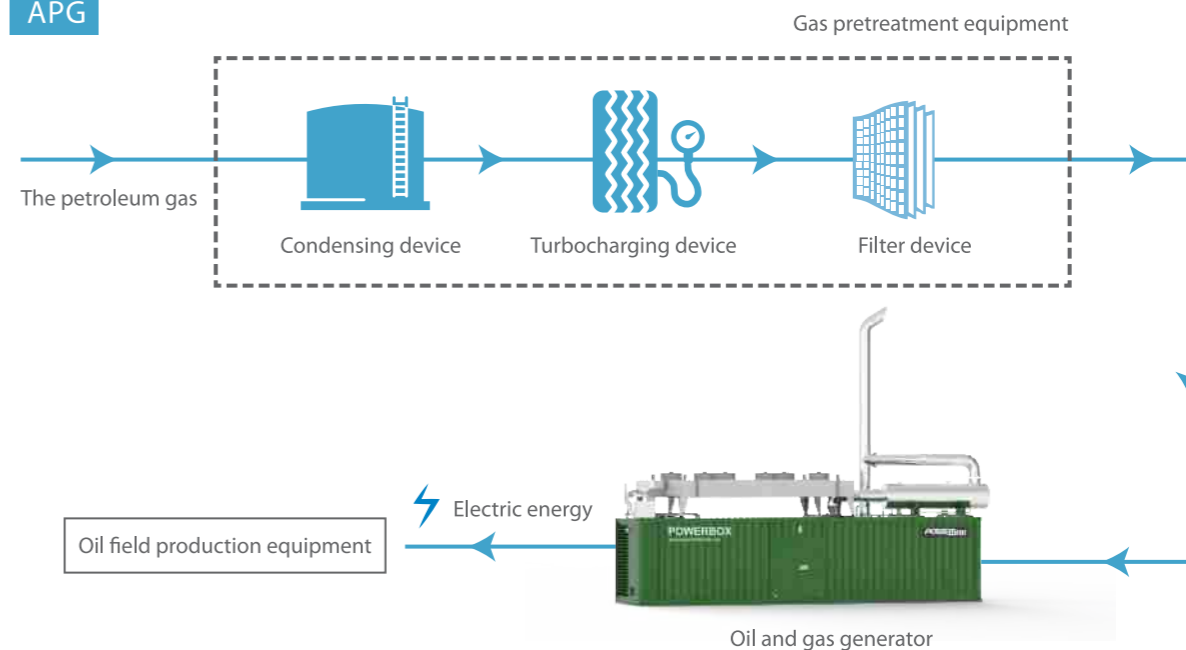 APG
Gas pretreatment equipment
The petroleum gas
Condensing device
Turbocharging device
Filter device
Electric energy
Oil field production equipment
POWERBOX
Oil and gas generator